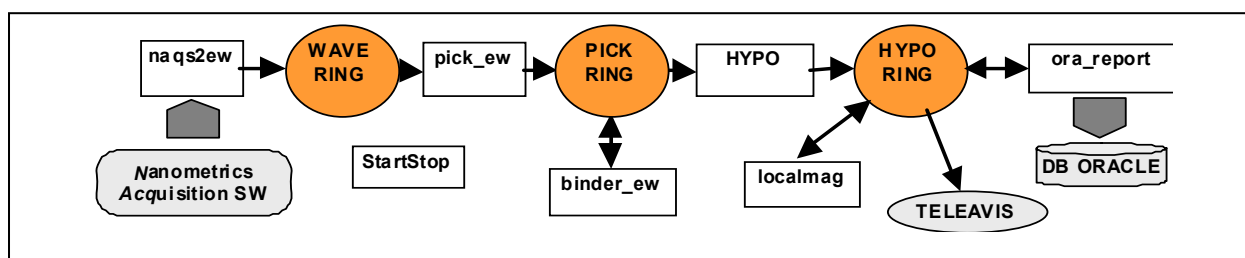 naqs2ew
WAVE
RING
pick_ew
PICK
RING
HYPO
HYPO
RING
ora_report
Nanometrics
Acquisition SW
StartStop
binder_ew
localmag
TELEAVIS
DB ORACLE